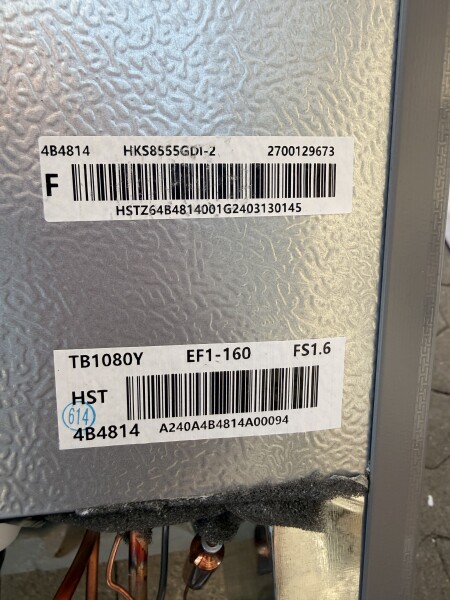 4B4814 HKS8555GDI-2 2700129673
F
HSTZ64B4814001G2403130145
TB1080Y EF1-160 FS1.6
HST
614
4B4814 A240A4B4814A00094